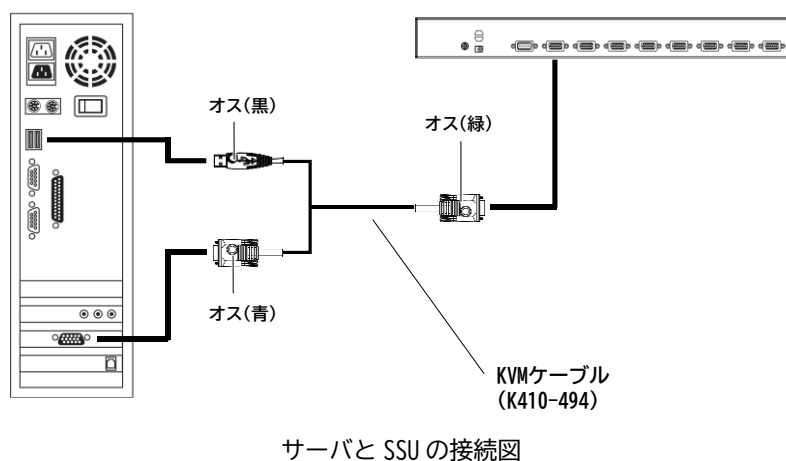 オス(黒)
オス(緑)
オス(青)
KVMケーブル
(K410-494)
サーバと SSU の接続図